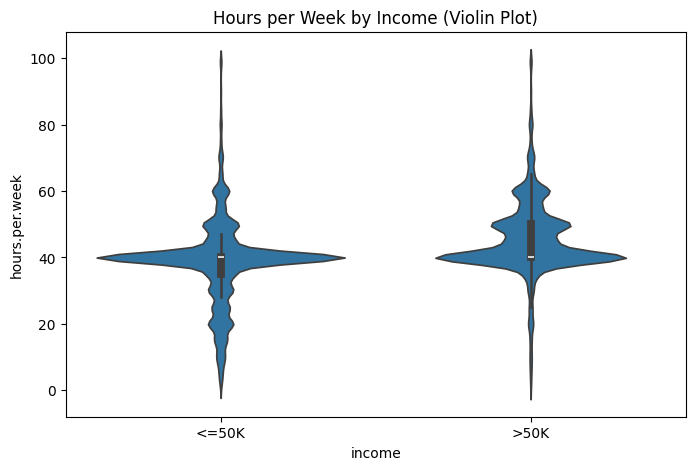 Hours per Week by Income (Violin Plot)
100
80
60
40
20
0
hours.per.week
<=50K
>50K
income